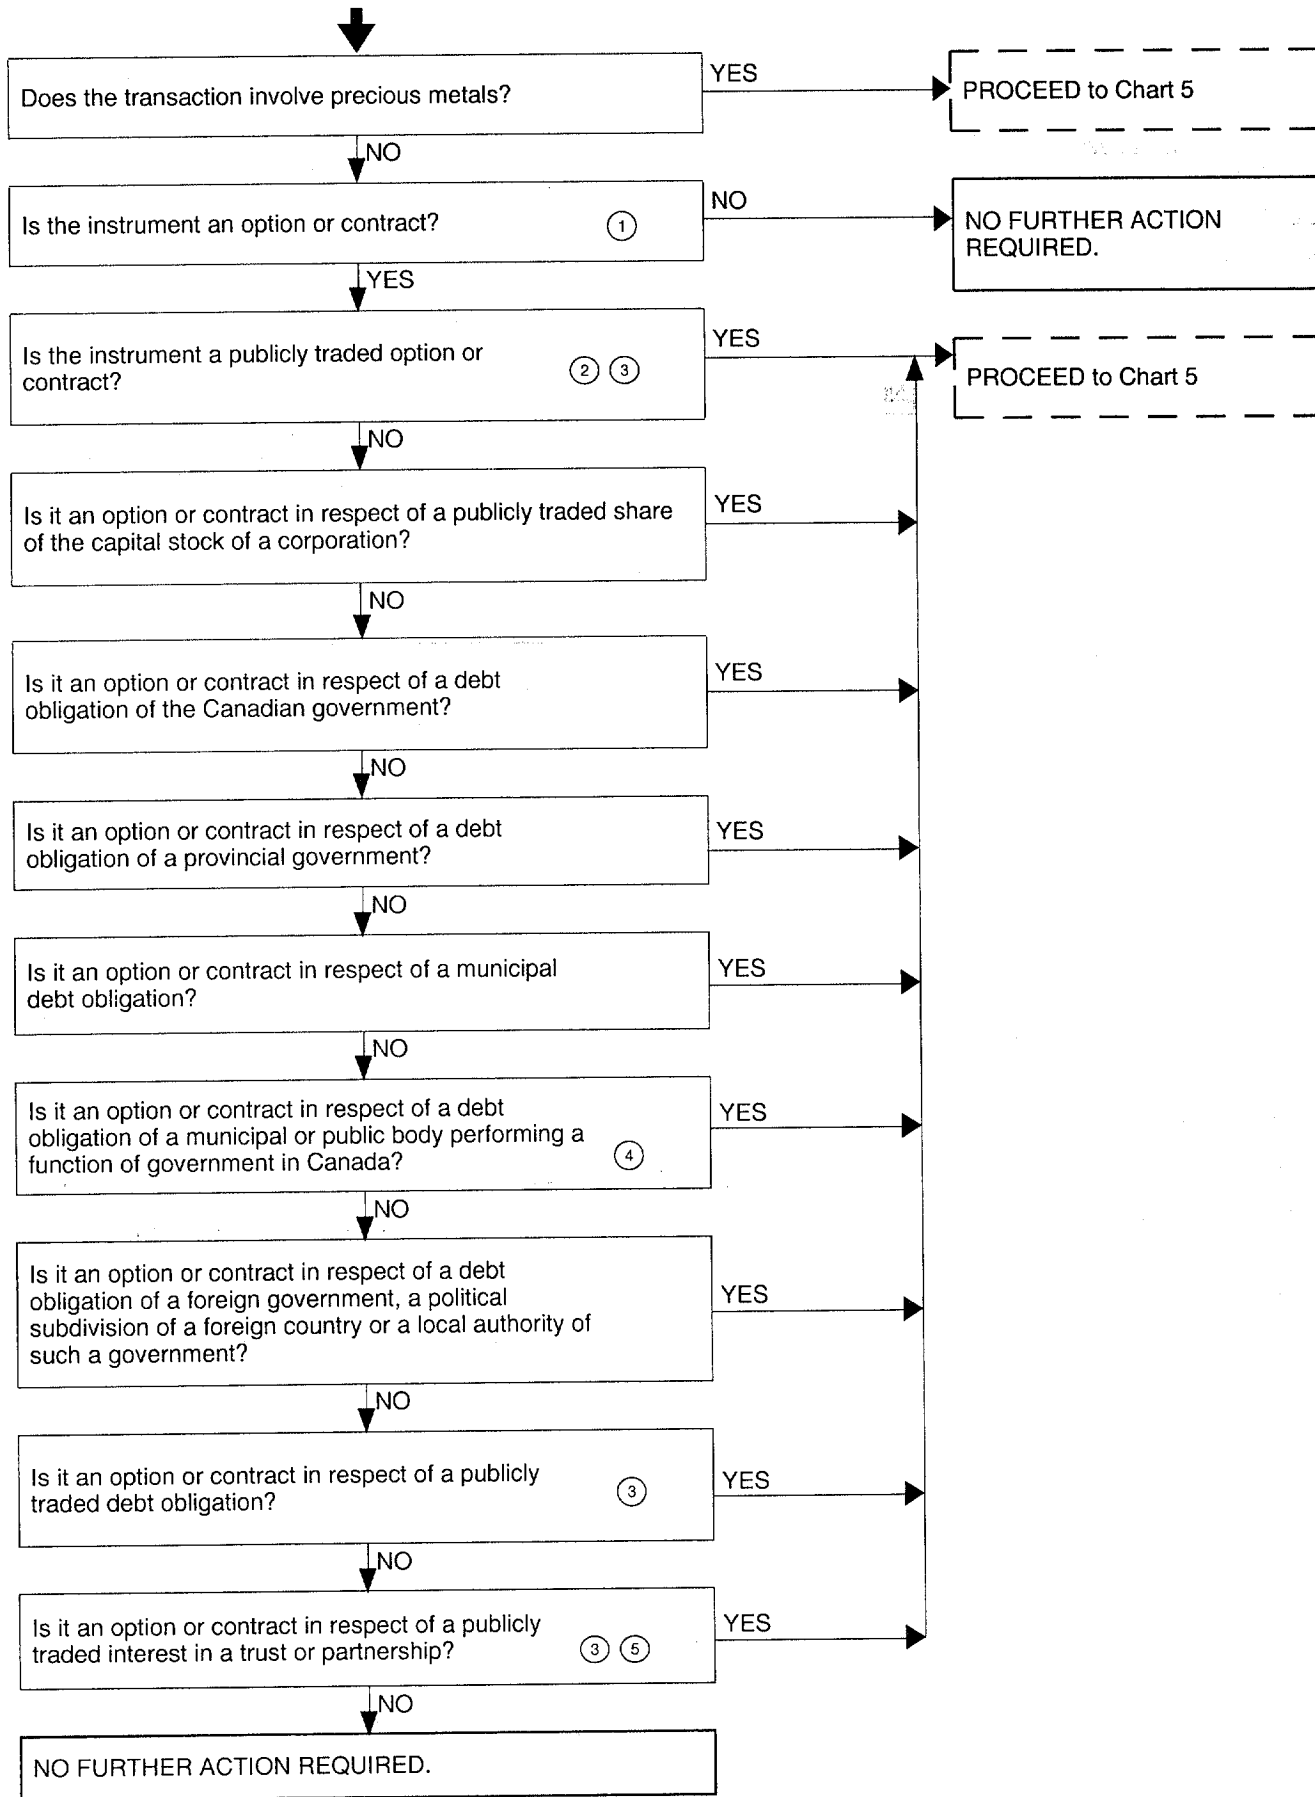 Does the transaction involve precious metals?
YES
PROCEED to Chart 5
NO
Is the instrument an option or contract?
1
NO
NO FURTHER ACTION
REQUIRED.
YES
Is the instrument a publicly traded option or
contract?
2 3
YES
PROCEED to Chart 5
NO
Is it an option or contract in respect of a publicly traded share
of the capital stock of a corporation?
YES
NO
Is it an option or contract in respect of a debt
obligation of the Canadian government?
YES
NO
Is it an option or contract in respect of a debt
obligation of a provincial government?
YES
NO
Is it an option or contract in respect of a municipal
debt obligation?
YES
NO
Is it an option or contract in respect of a debt
obligation of a municipal or public body performing a
function of government in Canada?
4
YES
NO
Is it an option or contract in respect of a debt
obligation of a foreign government, a political
subdivision of a foreign country or a local authority of
such a government?
YES
NO
Is it an option or contract in respect of a publicly
traded debt obligation?
3
YES
NO
Is it an option or contract in respect of a publicly
traded interest in a trust or partnership?
3 5
YES
NO
NO FURTHER ACTION REQUIRED.